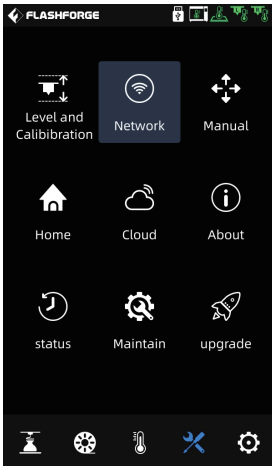 FLASHFORGE
Level and
Calibibration
Network
Manual
Home
Cloud
About
status
Maintain
upgrade